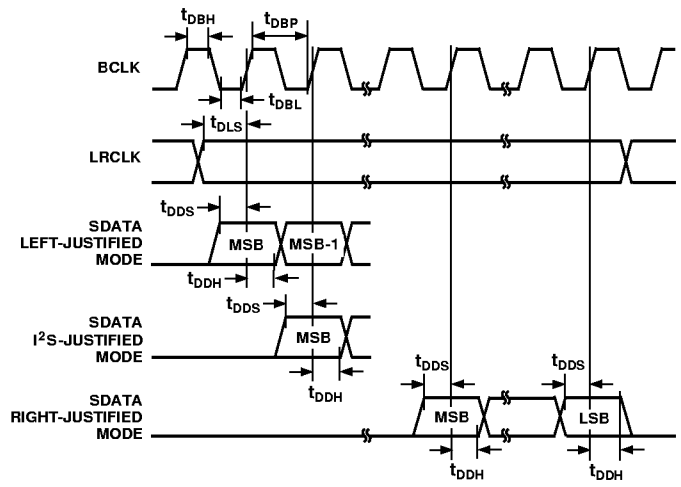 tDBH
tDBP
BCLK
tDBL
tDLS
LRCLK
SDATA
LEFT-JUSTIFIED
MODE
tDDS
MSB
MSB-1
tDDH
SDATA
I²S-JUSTIFIED
MODE
tDDS
MSB
tDDH
SDATA
RIGHT-JUSTIFIED
MODE
tDDS
tDDS
MSB
LSB
tDDH
tDDH